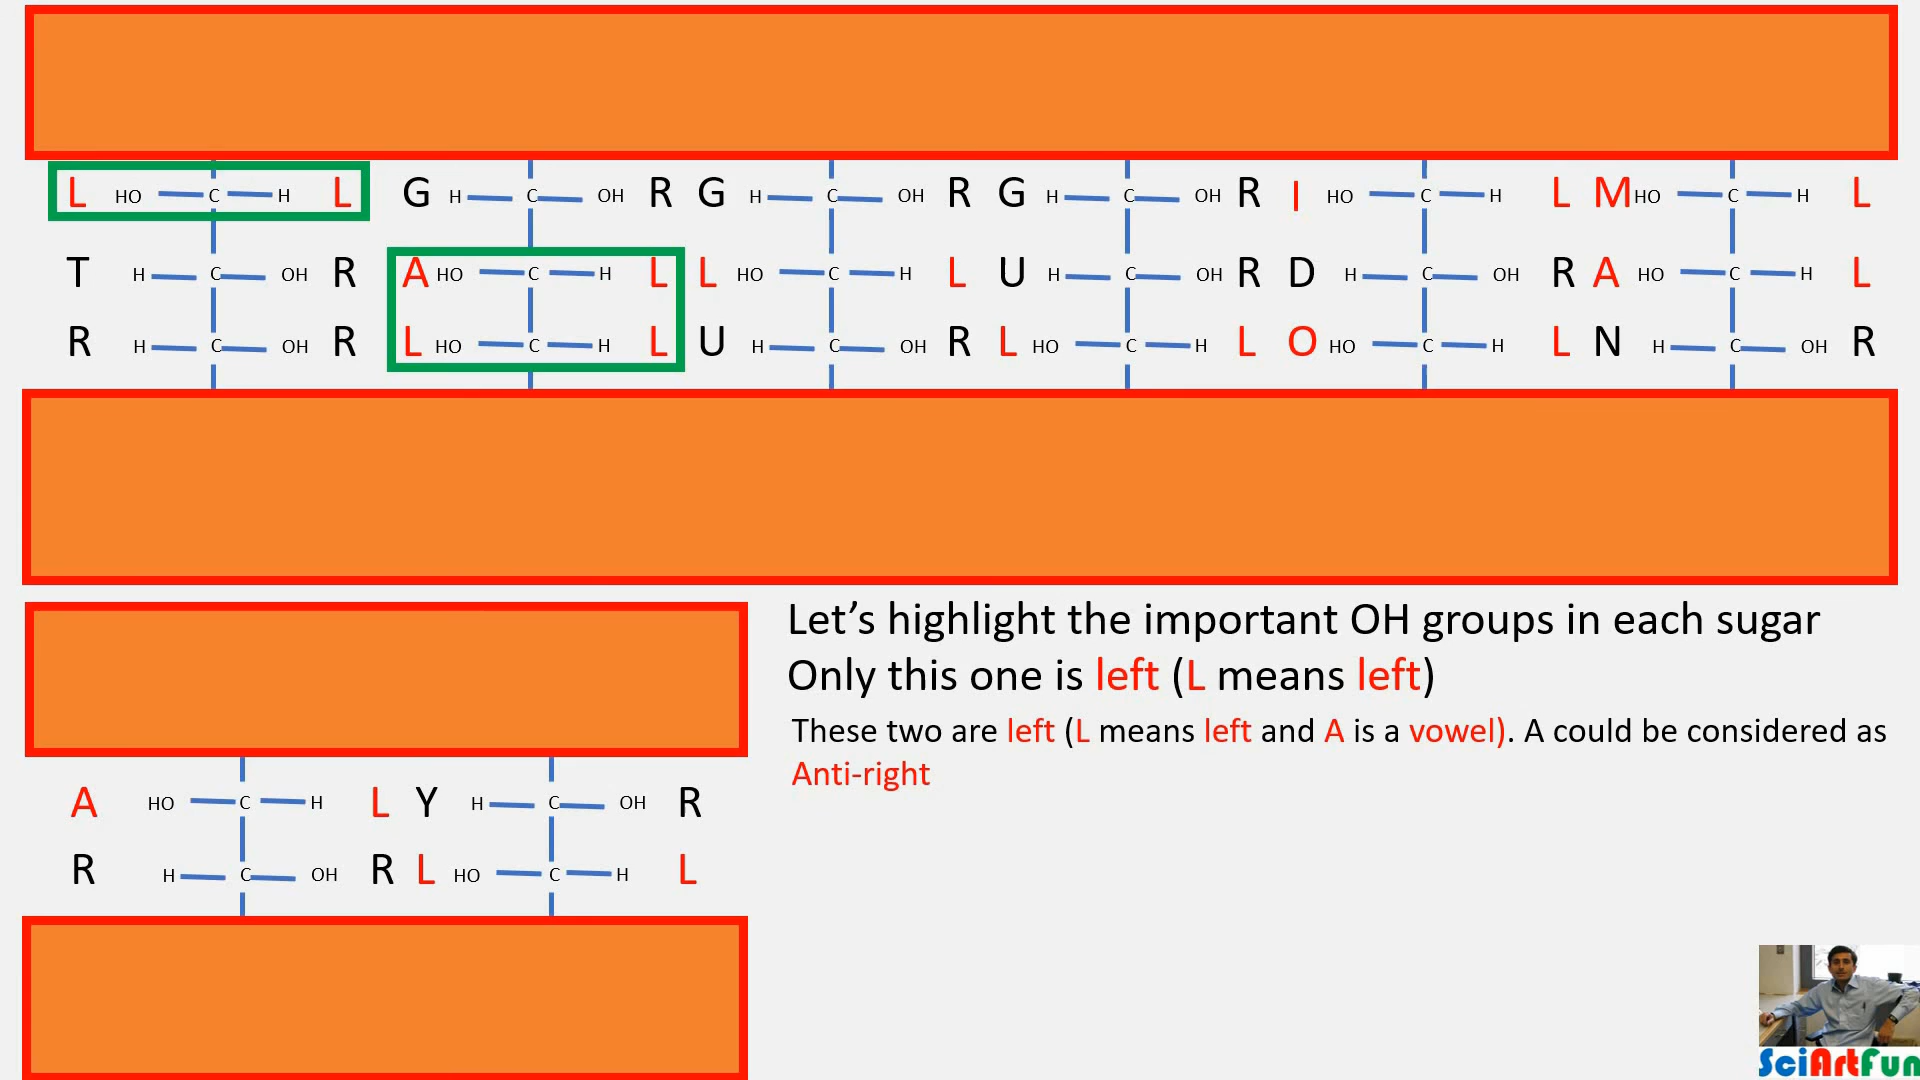 L HO C H L G H C OH R G H C OH R G H C OH R I HO C H L M HO C H L
T H C OH R A HO C H L L HO C H L U H C OH R D H C OH R A HO C H L
R H C OH R L HO C H L U H C OH R L HO C H L O HO C H L N H C OH R
Let's highlight the important OH groups in each sugar
Only this one is left (L means left)
These two are left (L means left and A is a vowel). A could be considered as
Anti-right
A HO C H L Y H C OH R
R H C OH R L HO C H L
SciArtFun